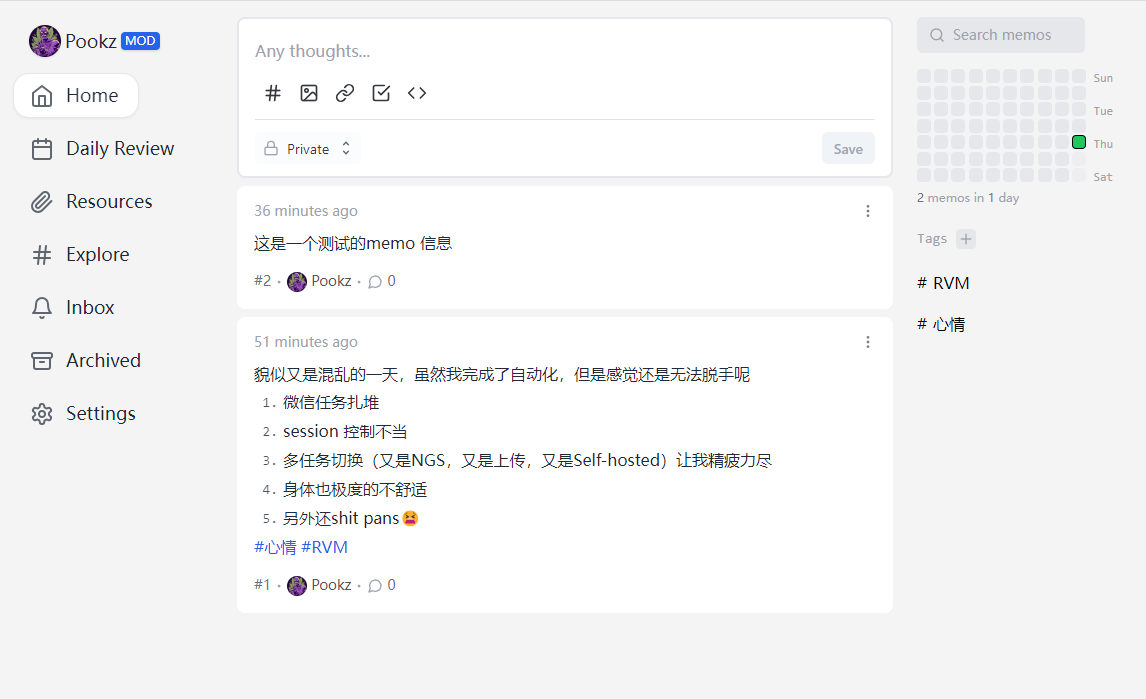 Pookz MOD
Home
Daily Review
Resources
Explore
Inbox
Archived
Settings
Any thoughts...
Private
Save
36 minutes ago
这是一个测试的memo 信息
#2 · Pookz · 0
51 minutes ago
貌似又是混乱的一天，虽然我完成了自动化，但是感觉还是无法脱手呢
1. 微信任务扎堆
2. session 控制不当
3. 多任务切换（又是NGS，又是上传，又是Self-hosted）让我精疲力尽
4. 身体也极度的不舒适
5. 另外还shit pans😫
#心情 #RVM
#1 · Pookz · 0
Search memos
Sun
Tue
Thu
Sat
2 memos in 1 day
Tags +
# RVM
# 心情